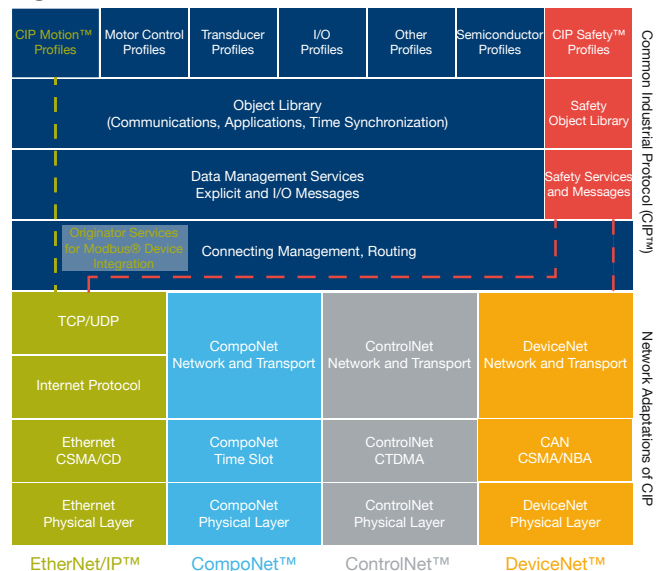 CIP Motion™
Profiles
Motor Control
Profiles
Transducer
Profiles
I/O
Profiles
Other
Profiles
Semiconductor
Profiles
CIP Safety™
Profiles
Common Industrial Protocol (CIP™)
Object Library
(Communications, Applications, Time Synchronization)
Safety
Object Library
Data Management Services
Explicit and I/O Messages
Safety Services
and Messages
Originator Services
for Modbus® Device
Integration
Connecting Management, Routing
Network Adaptations of CIP
TCP/UDP
Internet Protocol
CompoNet
Network and Transport
ControlNet
Network and Transport
DeviceNet
Network and Transport
Ethernet
CSMA/CD
CompoNet
Time Slot
ControlNet
CTDMA
CAN
CSMA/NBA
Ethernet
Physical Layer
CompoNet
Physical Layer
ControlNet
Physical Layer
DeviceNet
Physical Layer
EtherNet/IP™
CompoNet™
ControlNet™
DeviceNet™